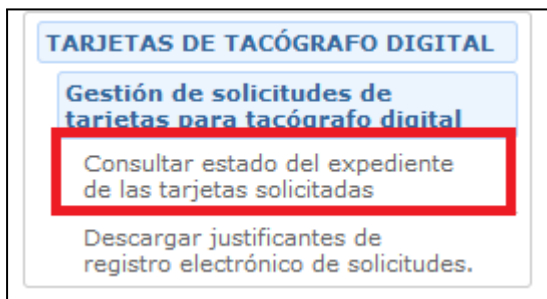 TARJETAS DE TACÓGRAFO DIGITAL
Gestión de solicitudes de
tarjetas para tacógrafo digital
Consultar estado del expediente
de las tarjetas solicitadas
Descargar justificantes de
registro electrónico de solicitudes.